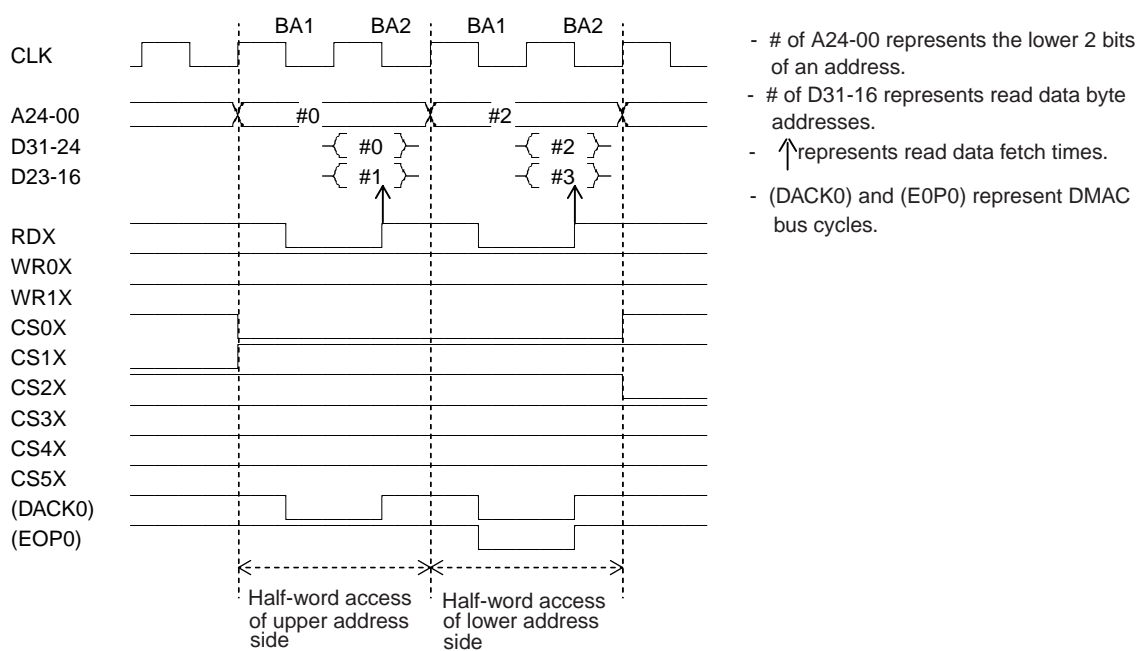 BA1 BA2 BA1 BA2
CLK
A24-00 #0 #2
D31-24 #0 #2
D23-16 #1 #3
RDX
WR0X
WR1X
CS0X
CS1X
CS2X
CS3X
CS4X
CS5X
(DACK0)
(EOP0)
Half-word access
of upper address
side
Half-word access
of lower address
side
- # of A24-00 represents the lower 2 bits
of an address.
- # of D31-16 represents read data byte
addresses.
- ↑represents read data fetch times.
- (DACK0) and (E0P0) represent DMAC
bus cycles.